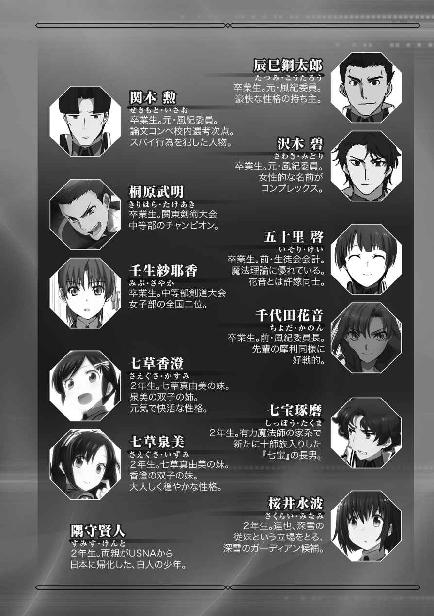 辰巳鋼太郎
たつみ・こうたろう
卒業生。元・風紀委員。
豪快な性格の持ち主。
関本 勲
せきもと・いさお
卒業生。元・風紀委員。
論文コンペ校内選考次点。
スパイ行為を犯した人物。
沢木 碧
さわき・みどり
卒業生。元・風紀委員。
女性的な名前が
コンプレックス。
桐原武明
きりはら・たけあき
卒業生。関東剣術大会
中等部のチャンピオン。
五十里 啓
いそり・けい
卒業生。前・生徒会会計。
魔法理論に優れている。
花音とは許嫁同士。
壬生紗耶香
みぶ・さやか
卒業生。中等部剣道大会
女子部の全国二位。
千代田花音
ちよだ・かのん
卒業生。前・風紀委員長。
先輩の摩利同様に
好戦的。
七草香澄
さえぐさ・かすみ
2年生。七草真由美の妹。
泉美の双子の姉。
元気で快活な性格。
七宝琢磨
しっぽう・たくま
2年生。有力魔法師の家系で
新たに十師族入りした
『七宝』の長男。
七草泉美
さえぐさ・いずみ
2年生。七草真由美の妹。
香澄の双子の妹。
大人しく穏やかな性格。
桜井水波
さくらい・みなみ
2年生。達也、深雪の
従妹という立場をとる、
深雪のガーディアン候補。
隅守賢人
すみす・けんと
2年生。両親がUSNAから
日本に帰化した、白人の少年。